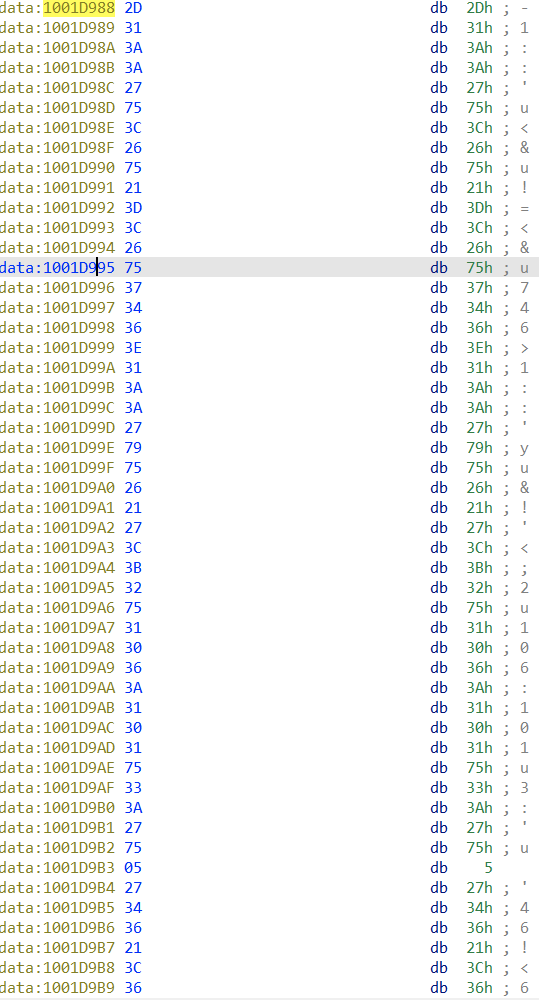 data:1001D988 2D db 2Dh ; -
data:1001D989 31 db 31h ; 1
data:1001D98A 3A db 3Ah ; :
data:1001D98B 3A db 3Ah ; :
data:1001D98C 27 db 27h ; '
data:1001D98D 75 db 75h ; u
data:1001D98E 3C db 3Ch ; <
data:1001D98F 26 db 26h ; &
data:1001D990 75 db 75h ; u
data:1001D991 21 db 21h ; !
data:1001D992 3D db 3Dh ; =
data:1001D993 3C db 3Ch ; <
data:1001D994 26 db 26h ; &
data:1001D995 75 db 75h ; u
data:1001D996 37 db 37h ; 7
data:1001D997 34 db 34h ; 4
data:1001D998 36 db 36h ; 6
data:1001D999 3E db 3Eh ; >
data:1001D99A 31 db 31h ; 1
data:1001D99B 3A db 3Ah ; :
data:1001D99C 3A db 3Ah ; :
data:1001D99D 27 db 27h ; '
data:1001D99E 79 db 79h ; y
data:1001D99F 75 db 75h ; u
data:1001D9A0 26 db 26h ; &
data:1001D9A1 21 db 21h ; !
data:1001D9A2 27 db 27h ; '
data:1001D9A3 3C db 3Ch ; <
data:1001D9A4 3B db 3Bh ; ;
data:1001D9A5 32 db 32h ; 2
data:1001D9A6 75 db 75h ; u
data:1001D9A7 31 db 31h ; 1
data:1001D9A8 30 db 30h ; 0
data:1001D9A9 36 db 36h ; 6
data:1001D9AA 3A db 3Ah ; :
data:1001D9AB 31 db 31h ; 1
data:1001D9AC 30 db 30h ; 0
data:1001D9AD 31 db 31h ; 1
data:1001D9AE 75 db 75h ; u
data:1001D9AF 33 db 33h ; 3
data:1001D9B0 3A db 3Ah ; :
data:1001D9B1 27 db 27h ; '
data:1001D9B2 75 db 75h ; u
data:1001D9B3 05 db 5
data:1001D9B4 27 db 27h ; '
data:1001D9B5 34 db 34h ; 4
data:1001D9B6 36 db 36h ; 6
data:1001D9B7 21 db 21h ; !
data:1001D9B8 3C db 3Ch ; <
data:1001D9B9 36 db 36h ; 6